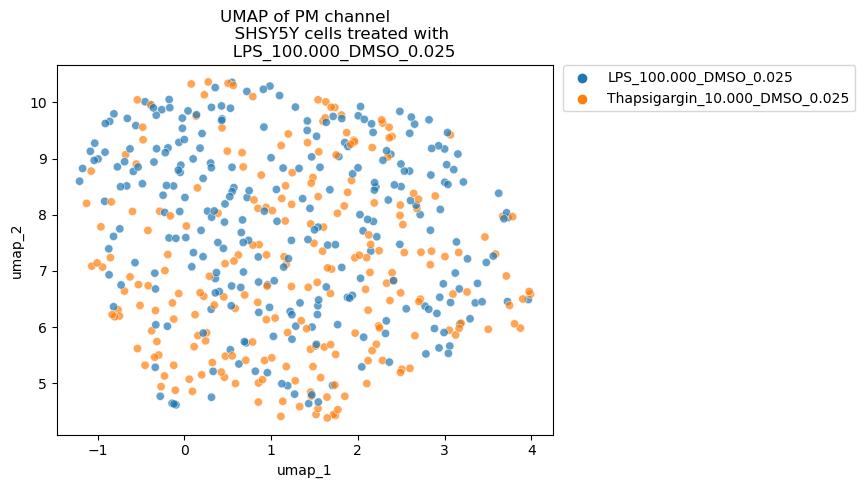 UMAP of PM channel
SHSY5Y cells treated with
LPS_100.000_DMSO_0.025
LPS_100.000_DMSO_0.025
Thapsigargin_10.000_DMSO_0.025
umap_2
10
9
8
7
6
5
−1
0
1
2
3
4
umap_1